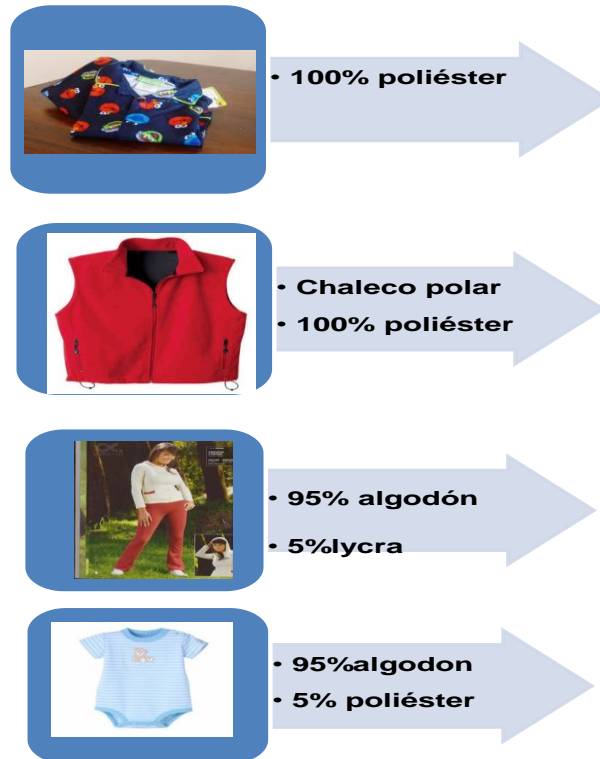 • 100% poliéster
• Chaleco polar
• 100% poliéster
• 95% algodón
• 5%lycra
• 95%algodon
• 5% poliéster